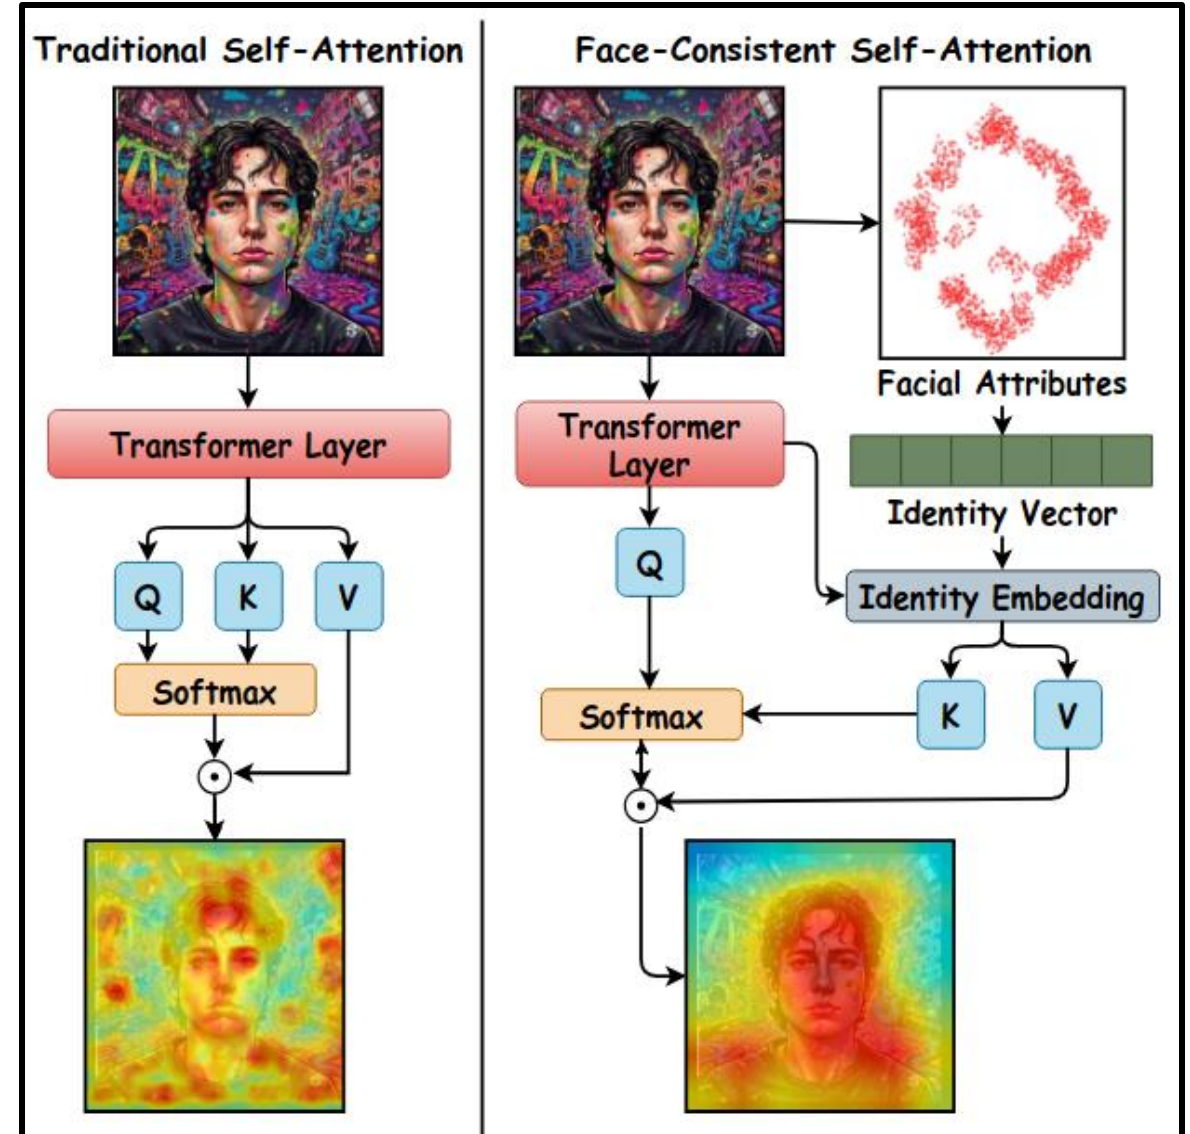 Traditional Self-Attention
Transformer Layer
Q K V
Softmax
Face-Consistent Self-Attention
Facial Attributes
Transformer
Layer
Identity Vector
Q
Identity Embedding
Softmax
K V